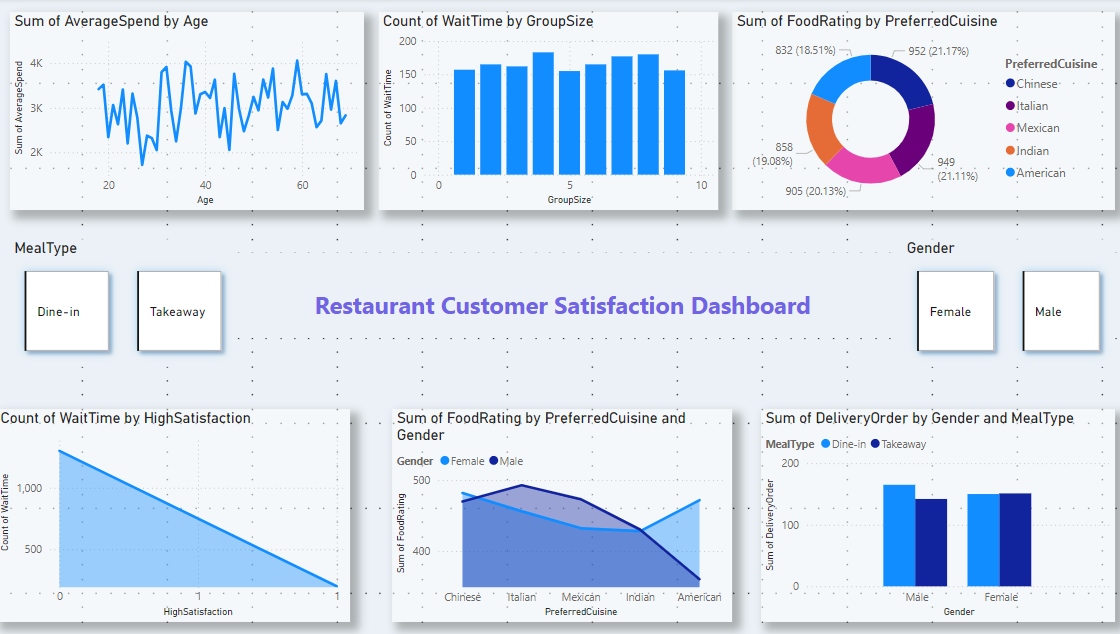 Sum of AverageSpend by Age
Sum of AverageSpend
4K
3K
2K
20
40
60
Age
Count of WaitTime by GroupSize
Count of WaitTime
200
150
100
50
0
0
5
10
GroupSize
Sum of FoodRating by PreferredCuisine
832 (18.51%)
952 (21.17%)
858
(19.08%)
949
(21.11%)
905 (20.13%)
PreferredCuisine
Chinese
Italian
Mexican
Indian
American
MealType
Dine-in
Takeaway
Restaurant Customer Satisfaction Dashboard
Gender
Female
Male
Count of WaitTime by HighSatisfaction
Count of WaitTime
1,000
500
0
1
1
HighSatisfaction
Sum of FoodRating by PreferredCuisine and
Gender
Gender Female Male
Sum of FoodRating
500
400
Chinese
Italian
Mexican
Indian
American
PreferredCuisine
Sum of DeliveryOrder by Gender and MealType
MealType Dine-in Takeaway
Sum of DeliveryOrder
200
100
0
Male
Female
Gender